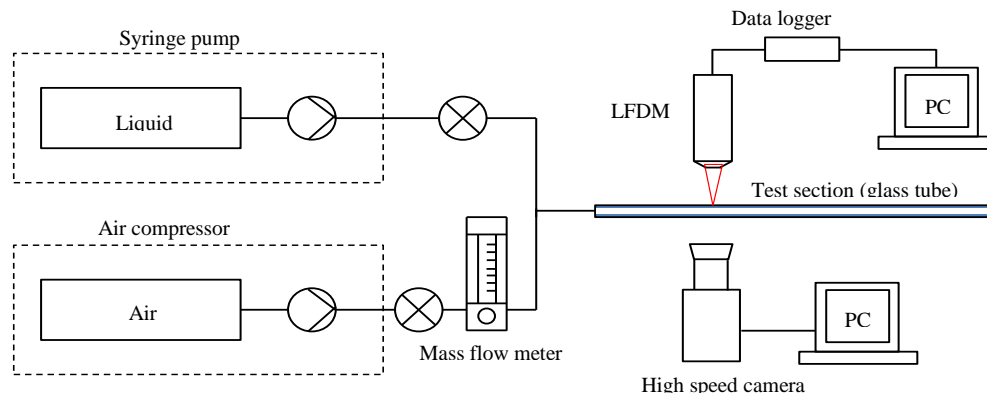 Data logger
Syringe pump
Liquid
LFDM
PC
Test section (glass tube)
Air compressor
Air
Mass flow meter
PC
High speed camera